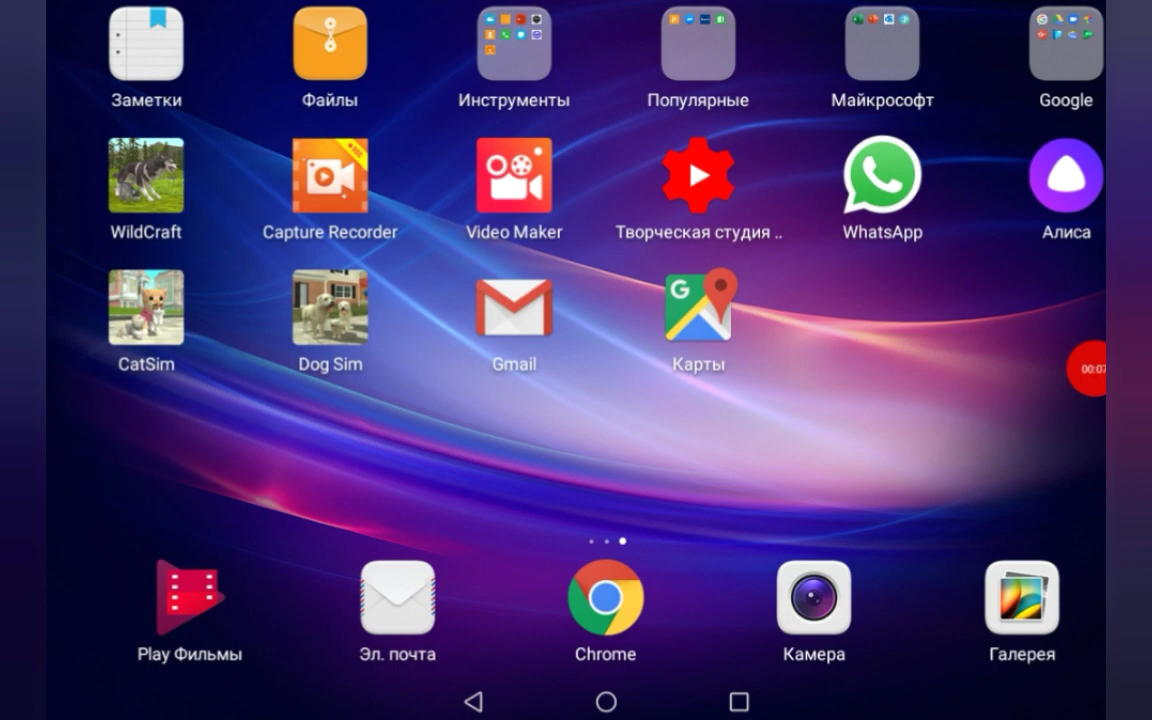 Заметки
Файлы
Инструменты
Популярные
Майкрософт
Google
WildCraft
Capture Recorder
Video Maker
Творческая студия ..
WhatsApp
Алиса
CatSim
Dog Sim
Gmail
Карты
00:07
Play Фильмы
Эл. почта
Chrome
Камера
Галерея